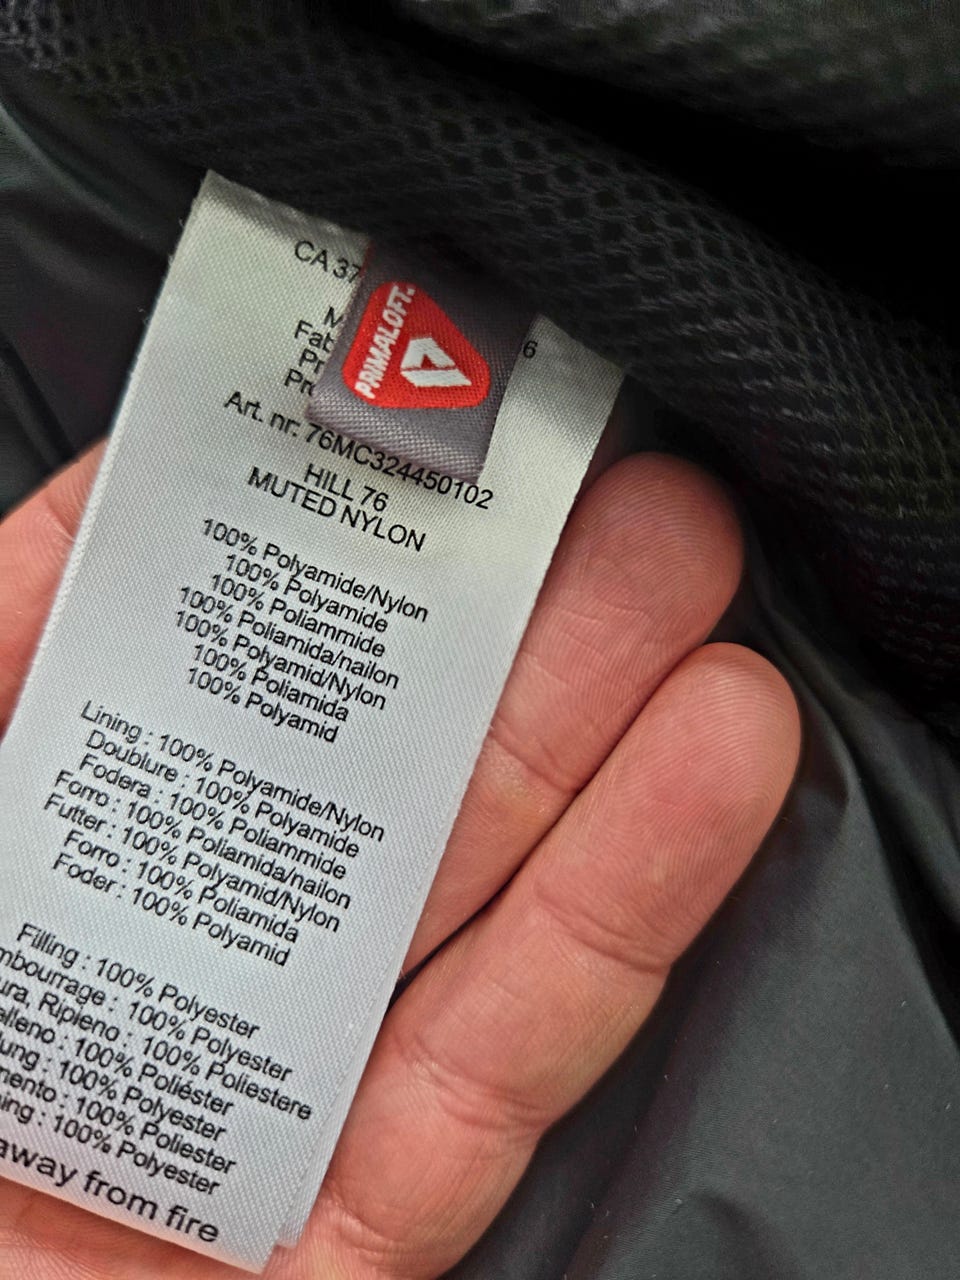 CA 37
PRIMALOFT
6
Art. nr: 76MC324450102
HILL 76
MUTED NYLON
100% Polyamide/Nylon
100% Polyamide
100% Poliammide
100% Poliamida/nailon
100% Polyamid/Nylon
100% Poliamida
100% Polyamid
Lining : 100% Polyamide/Nylon
Doublure : 100% Polyamide
Fodera : 100% Poliammide
Forro : 100% Poliamida/nailon
Futter : 100% Polyamid/Nylon
Forro : 100% Poliamida
Foder : 100% Polyamid
Filling : 100% Polyester
mbourrage : 100% Polyester
ura, Ripieno : 100% Poliestere
elleno : 100% Poliéster
lung : 100% Polyester
mento : 100% Poliester
ning : 100% Polyester
away from fire